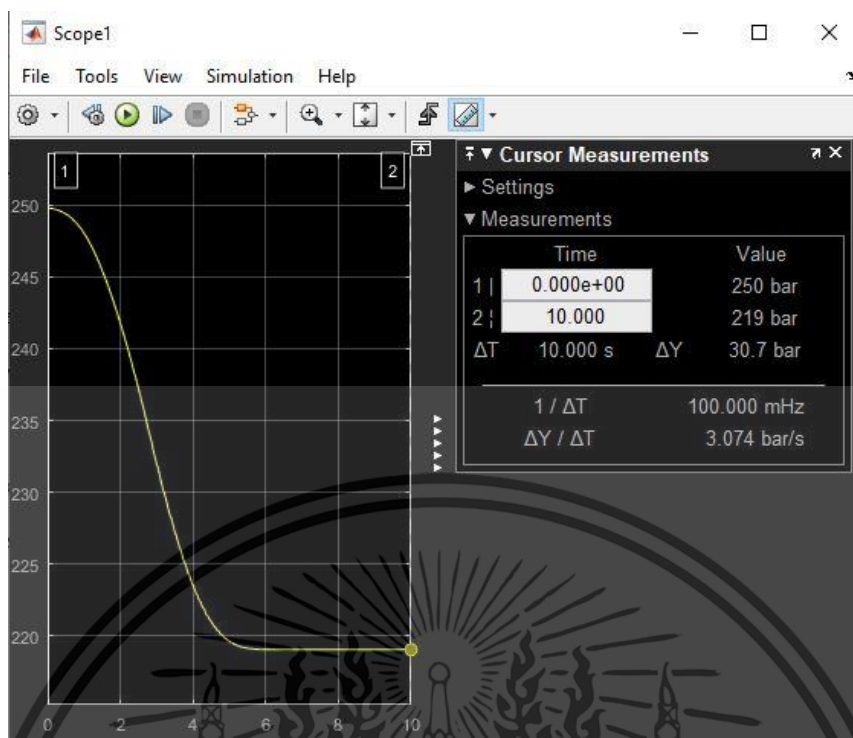 Scope1
File Tools View Simulation Help
Cursor Measurements
Settings
Measurements
Time Value
1 | 0.000e+00 250 bar
2 ¦ 10.000 219 bar
ΔT 10.000 s ΔY 30.7 bar
1 / ΔT 100.000 mHz
ΔY / ΔT 3.074 bar/s
1 2
250
245
240
235
230
225
220
0 2 4 6 8 10